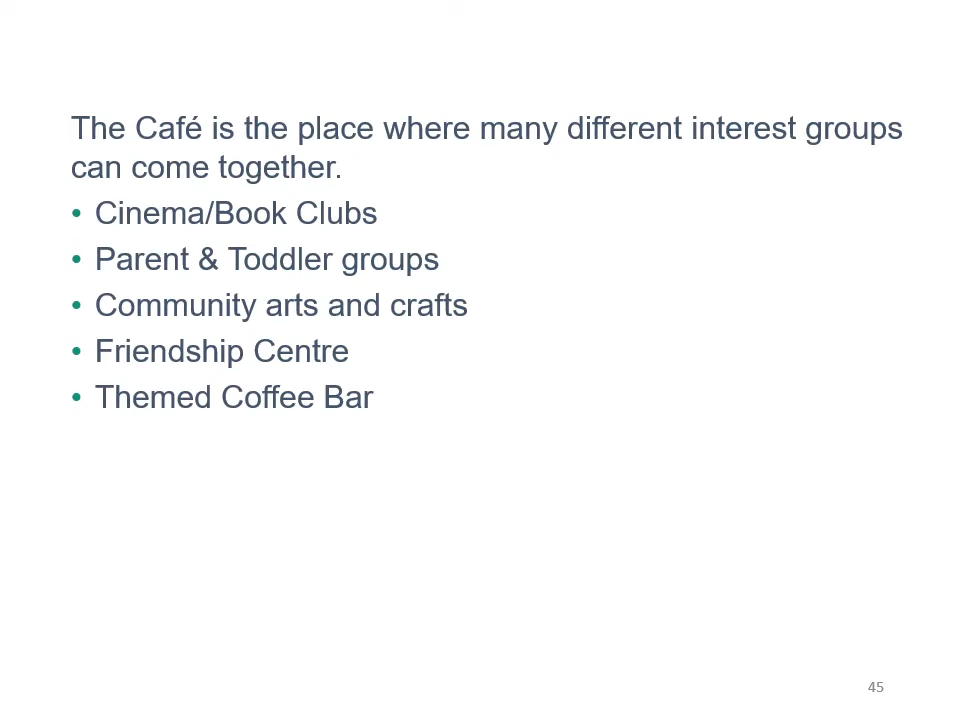 The Café is the place where many different interest groups
can come together.
• Cinema/Book Clubs
• Parent & Toddler groups
• Community arts and crafts
• Friendship Centre
• Themed Coffee Bar
45